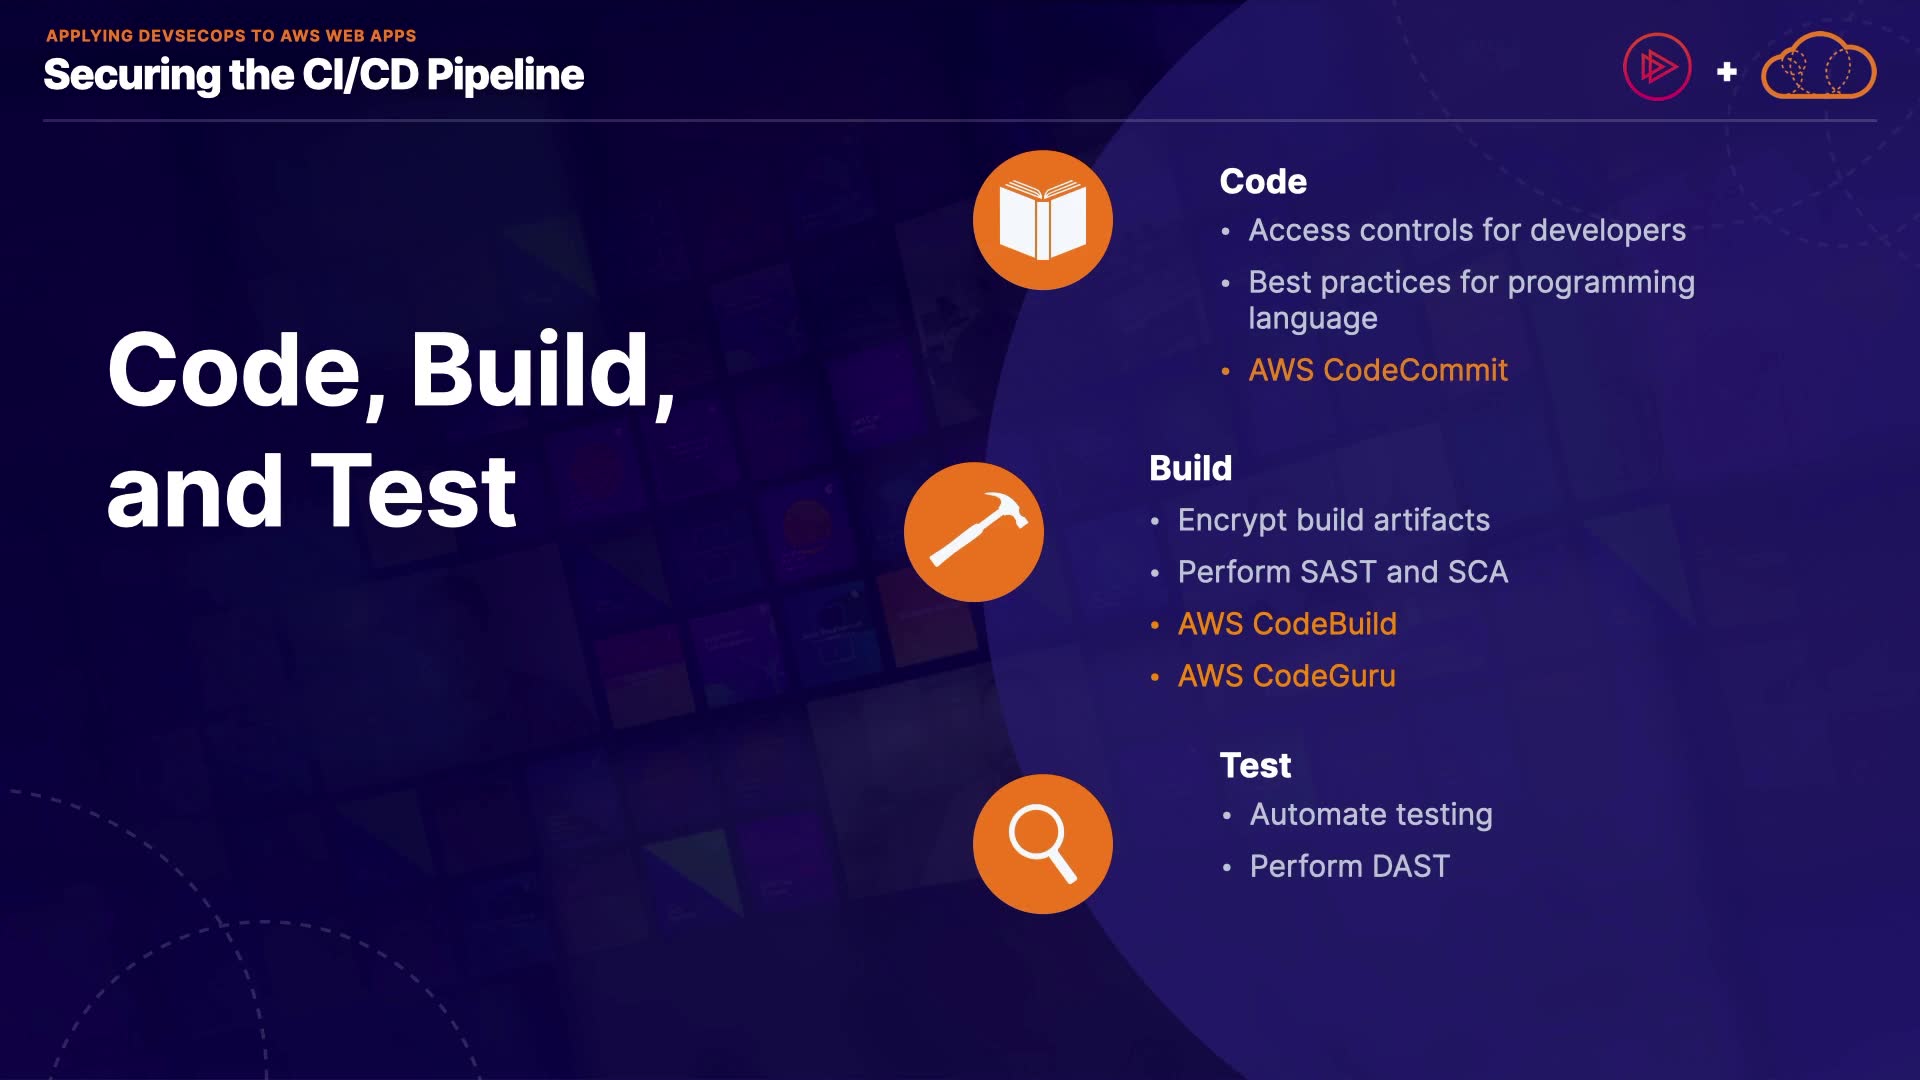 APPLYING DEVSECOPS TO AWS WEB APPS
Securing the CI/CD Pipeline
Code, Build,
and Test
Code
• Access controls for developers
• Best practices for programming
language
• AWS CodeCommit
Build
• Encrypt build artifacts
• Perform SAST and SCA
• AWS CodeBuild
• AWS CodeGuru
Test
• Automate testing
• Perform DAST